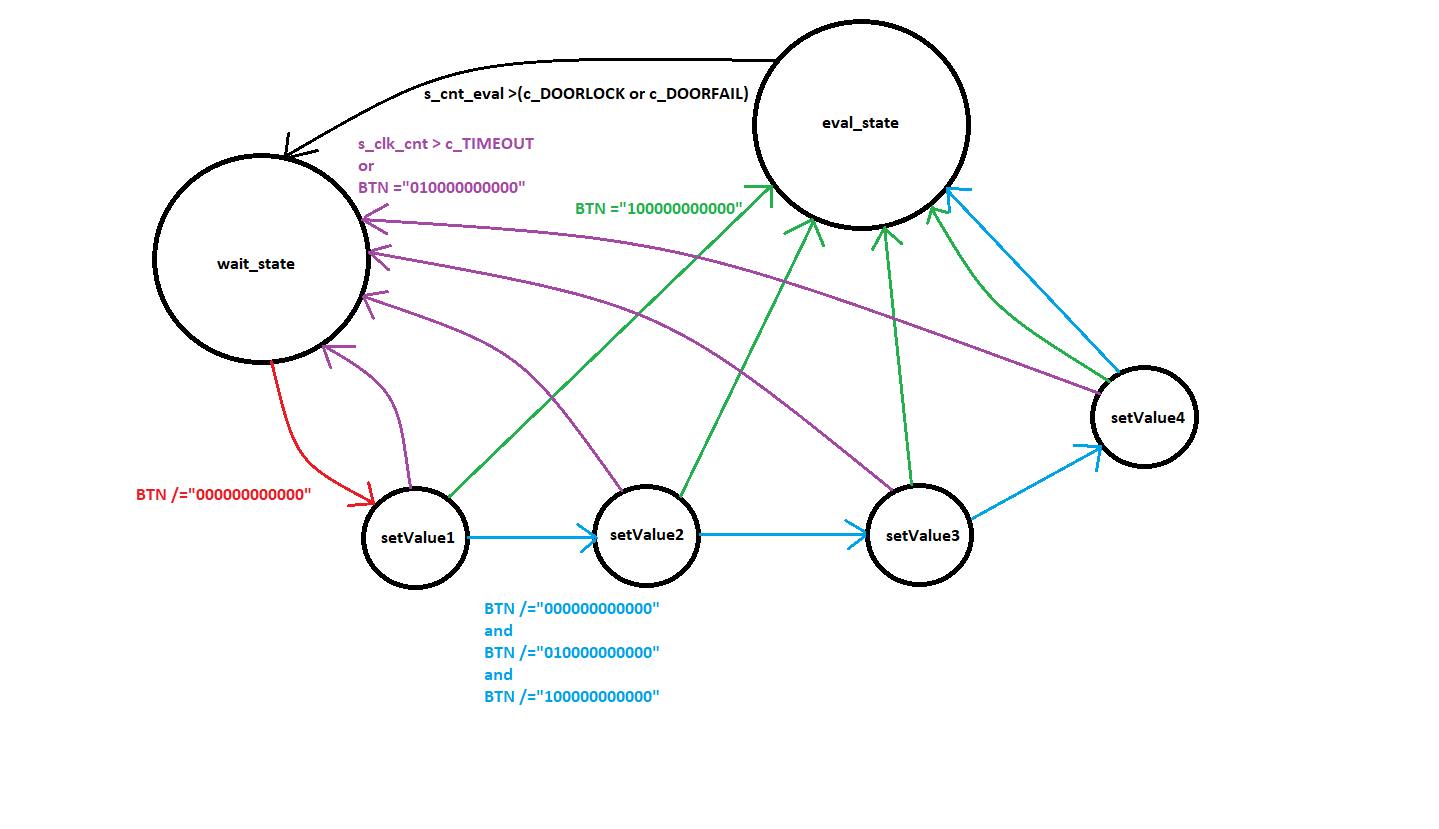 s_cnt_eval >(c_DOORLOCK or c_DOORFAIL)
eval_state
s_clk_cnt > c_TIMEOUT
or
BTN ="010000000000"
BTN ="100000000000"
wait_state
setValue4
BTN /="000000000000"
setValue1
setValue2
setValue3
BTN /="000000000000"
and
BTN /="010000000000"
and
BTN /="100000000000"